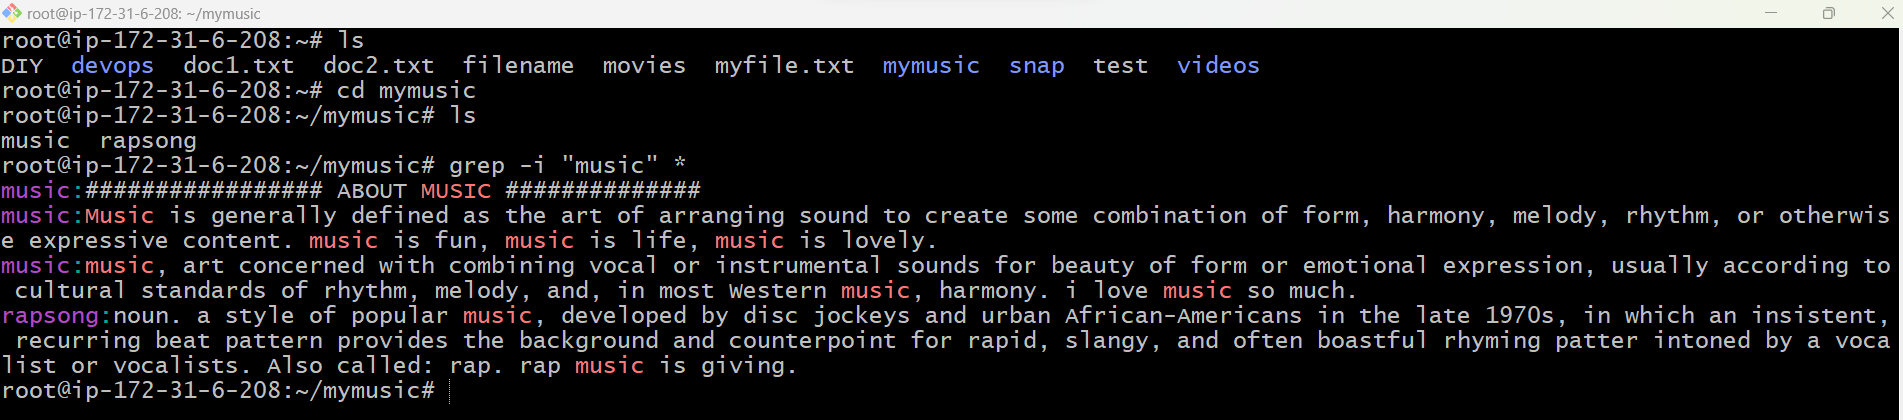 root@ip-172-31-6-208: ~/mymusic
root@ip-172-31-6-208:~# ls
DIY  devops  doc1.txt  doc2.txt  filename  movies  myfile.txt  mymusic  snap  test  videos
root@ip-172-31-6-208:~# cd mymusic
root@ip-172-31-6-208:~/mymusic# ls
music  rapsong
root@ip-172-31-6-208:~/mymusic# grep -i "music" *
music:################# ABOUT MUSIC ##############
music:Music is generally defined as the art of arranging sound to create some combination of form, harmony, melody, rhythm, or otherwis
e expressive content. music is fun, music is life, music is lovely.
music:music, art concerned with combining vocal or instrumental sounds for beauty of form or emotional expression, usually according to
 cultural standards of rhythm, melody, and, in most Western music, harmony. i love music so much.
rapsong:noun. a style of popular music, developed by disc jockeys and urban African-Americans in the late 1970s, in which an insistent,
 recurring beat pattern provides the background and counterpoint for rapid, slangy, and often boastful rhyming patter intoned by a voca
list or vocalists. Also called: rap. rap music is giving.
root@ip-172-31-6-208:~/mymusic#